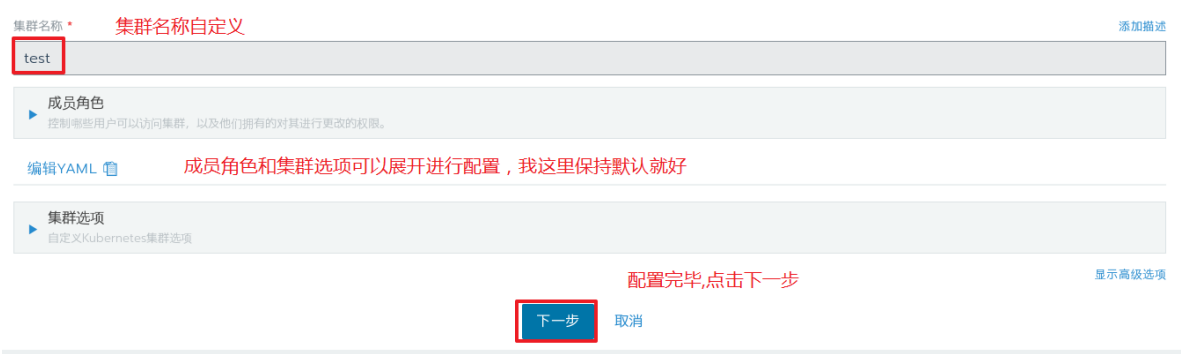 集群名称 * 集群名称自定义 添加描述
test
成员角色
控制哪些用户可以访问集群，以及他们拥有的对其进行更改的权限。
编辑YAML 成员角色和集群选项可以展开进行配置，我这里保持默认就好
集群选项
自定义Kubernetes集群选项
配置完毕,点击下一步 显示高级选项
下一步 取消